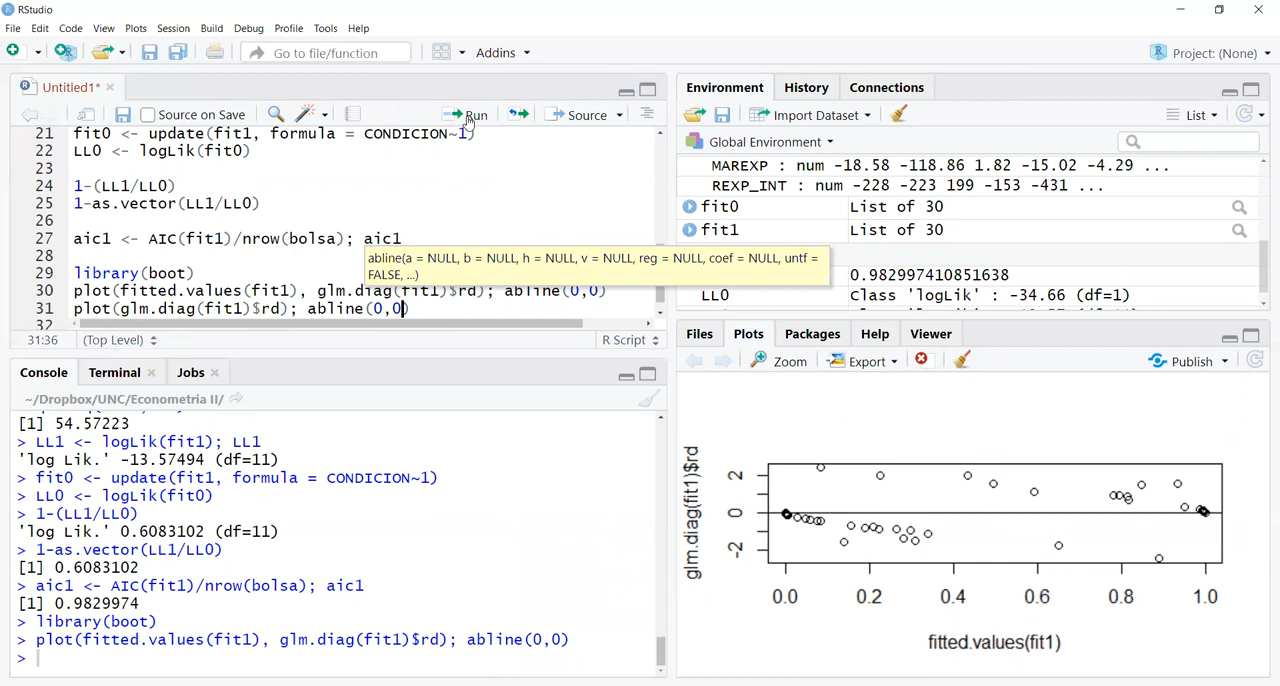 RStudio
File Edit Code View Plots Session Build Debug Profile Tools Help
Go to file/function Addins Project: (None)
Untitled1*
Source on Save Run Source
21 fit0 <- update(fit1, formula = CONDICION~1)
22 LL0 <- logLik(fit0)
23
24 1-(LL1/LL0)
25 1-as.vector(LL1/LL0)
26
27 aic1 <- AIC(fit1)/nrow(bolsa); aic1
28
abline(a = NULL, b = NULL, h = NULL, v = NULL, reg = NULL, coef = NULL, untf =
FALSE, ...)
29 library(boot)
30 plot(fitted.values(fit1), glm.diag(fit1)$rd); abline(0,0)
31 plot(glm.diag(fit1)$rd); abline(0,0)
32
31:36 (Top Level) R Script
Console Terminal Jobs
~/Dropbox/UNC/Econometria II/
[1] 54.57223
> LL1 <- logLik(fit1); LL1
'log Lik.' -13.57494 (df=11)
> fit0 <- update(fit1, formula = CONDICION~1)
> LL0 <- logLik(fit0)
> 1-(LL1/LL0)
'log Lik.' 0.6083102 (df=11)
> 1-as.vector(LL1/LL0)
[1] 0.6083102
> aic1 <- AIC(fit1)/nrow(bolsa); aic1
[1] 0.9829974
> library(boot)
> plot(fitted.values(fit1), glm.diag(fit1)$rd); abline(0,0)
>
Environment History Connections
Import Dataset List
Global Environment
MAREXP : num -18.58 -118.86 1.82 -15.02 -4.29 ...
REXP_INT : num -228 -223 199 -153 -431 ...
fit0 List of 30
fit1 List of 30
0.982997410851638
LL0 Class 'logLik' : -34.66 (df=1)
Files Plots Packages Help Viewer
Zoom Export Publish
glm.diag(fit1)$rd
2
0
-2
0.0 0.2 0.4 0.6 0.8 1.0
fitted.values(fit1)